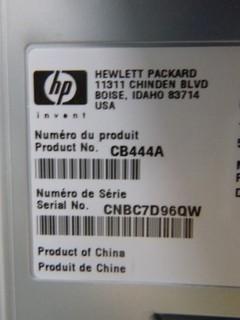 hp
invent
HEWLETT PACKARD
11311 CHINDEN BLVD
BOISE, IDAHO 83714
USA
Numéro du produit
Product No. CB444A
Numéro de Série
Serial No. CNBC7D96QW
Product of China
Produit de Chine